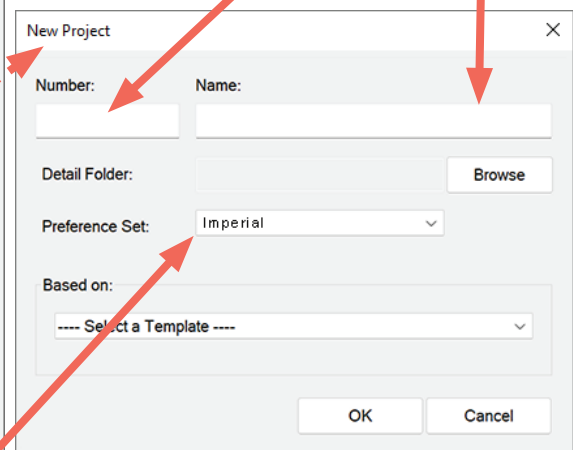 New Project
Number: Name:
Detail Folder: Browse
Preference Set: Imperial
Based on:
---- Select a Template ----
OK Cancel